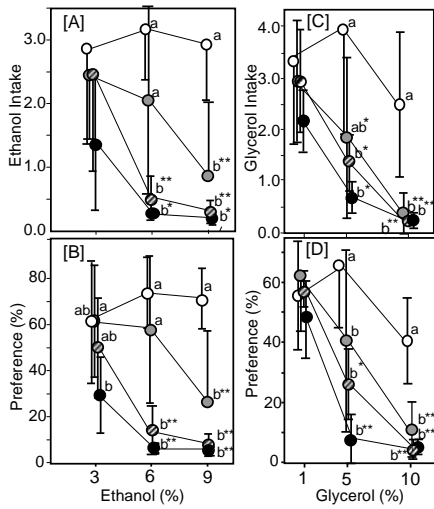 [A]
Ethanol Intake
3.0
2.0
1.0
0.0
a
a
a
b**
b*
b**
b**
b*
[C]
Glycerol Intake
4.0
3.0
2.0
1.0
0.0
a
a
ab*
b*
b*
b**
b**
b**
[B]
Preference (%)
80
60
40
20
0
ab
a
ab
b
a
a
b**
b**
a
b**
b**
b**
3
6
9
Ethanol (%)
[D]
Preference (%)
80
60
40
20
0
a
b
b*
b**
a
b**
b**
b**
1
5
10
Glycerol (%)